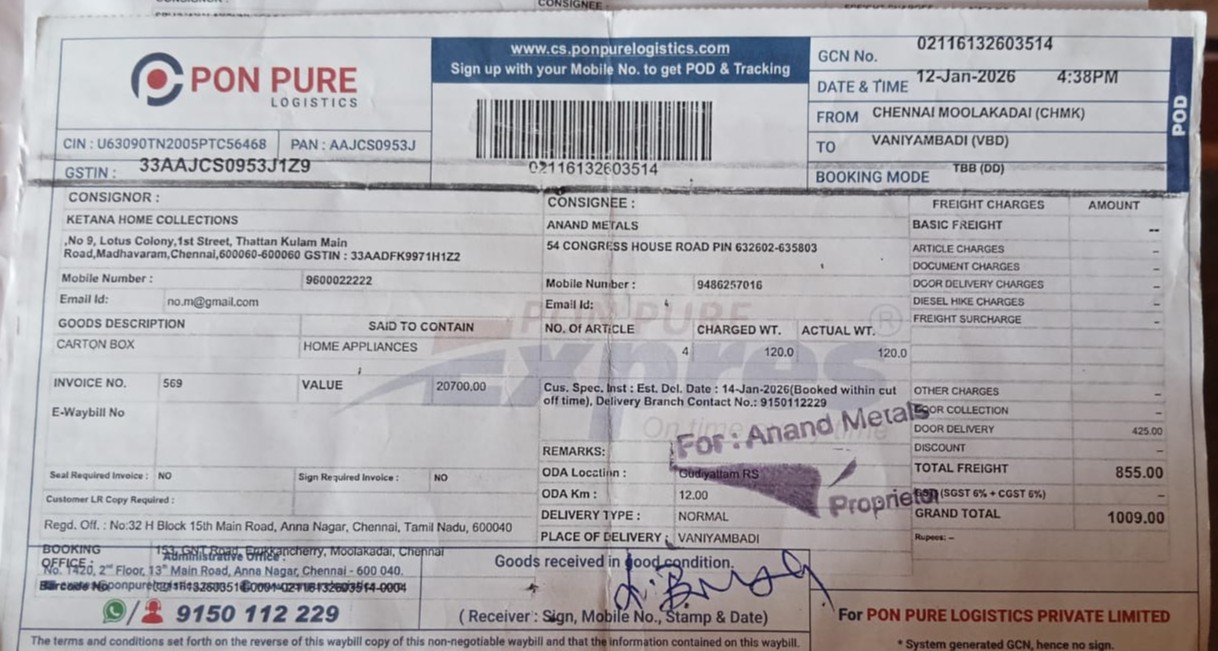 CONSIGNEE
PON PURE
LOGISTICS
www.cs.ponpurelogistics.com
Sign up with your Mobile No. to get POD & Tracking
02116132603514
GCN No. 02116132603514
DATE & TIME 12-Jan-2026 4:38PM
FROM CHENNAI MOOLAKADAI (CHMK)
TO VANIYAMBADI (VBD)
BOOKING MODE TBB (DD)
POD
CIN : U63090TN2005PTC56468 PAN : AAJCS0953J
GSTIN : 33AAJCS0953J1Z9
CONSIGNOR :
KETANA HOME COLLECTIONS
,No 9, Lotus Colony,1st Street, Thattan Kulam Main
Road,Madhavaram,Chennai,600060-600060 GSTIN : 33AADFK9971H1Z2
Mobile Number : 9600022222
Email Id: no.m@gmail.com
CONSIGNEE :
ANAND METALS
54 CONGRESS HOUSE ROAD PIN 632602-635803
Mobile Number : 9486257016
Email Id:
FREIGHT CHARGES AMOUNT
BASIC FREIGHT --
ARTICLE CHARGES –
DOCUMENT CHARGES –
DOOR DELIVERY CHARGES –
DIESEL HIKE CHARGES –
FREIGHT SURCHARGE –
GOODS DESCRIPTION SAID TO CONTAIN
CARTON BOX HOME APPLIANCES
NO. Of ARTICLE CHARGED WT. ACTUAL WT.
4 120.0 120.0
PON PURE
Xpres
®
INVOICE NO. 569 VALUE 20700.00
E-Waybill No
Cus. Spec. Inst : Est. Del. Date : 14-Jan-2026(Booked within cut
off time), Delivery Branch Contact No.: 9150112229
On time
OTHER CHARGES –
DOOR COLLECTION –
DOOR DELIVERY 425.00
DISCOUNT –
TOTAL FREIGHT 855.00
(SGST 6% + CGST 6%) –
GRAND TOTAL 1009.00
Rupees: –
For : Anand Metals
Proprietor
REMARKS:
ODA Location : Gudiyattam RS
ODA Km : 12.00
DELIVERY TYPE : NORMAL
PLACE OF DELIVERY : VANIYAMBADI
Seal Required Invoice : NO Sign Required Invoice : NO
Customer LR Copy Required :
Regd. Off. : No:32 H Block 15th Main Road, Anna Nagar, Chennai, Tamil Nadu, 600040
BOOKING OFFICE : 153, GNT Road, Erukkancherry, Moolakadai, Chennai
Administrative Office :
No. 1420, 2nd Floor, 13th Main Road, Anna Nagar, Chennai - 600 040.
Barcode No
9150 112 229
Goods received in good condition.
( Receiver : Sign, Mobile No., Stamp & Date)
For PON PURE LOGISTICS PRIVATE LIMITED
* System generated GCN, hence no sign.
The terms and conditions set forth on the reverse of this waybill copy of this non-negotiable waybill and that the information contained on this waybill.